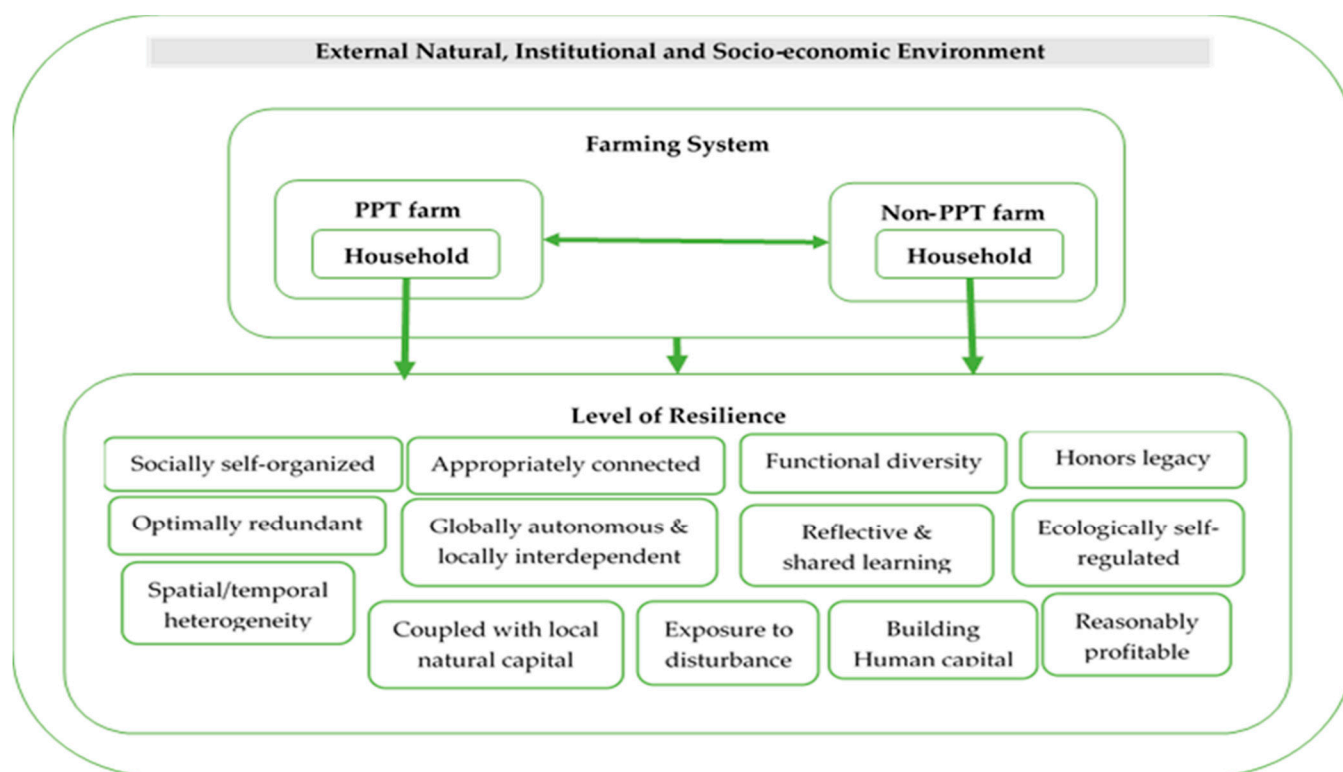 External Natural, Institutional and Socio-economic Environment
Farming System
PPT farm
Household
Non-PPT farm
Household
Level of Resilience
Socially self-organized
Appropriately connected
Functional diversity
Honors legacy
Optimally redundant
Globally autonomous &
locally interdependent
Reflective &
shared learning
Ecologically self-
regulated
Spatial/temporal
heterogeneity
Coupled with local
natural capital
Exposure to
disturbance
Building
Human capital
Reasonably
profitable